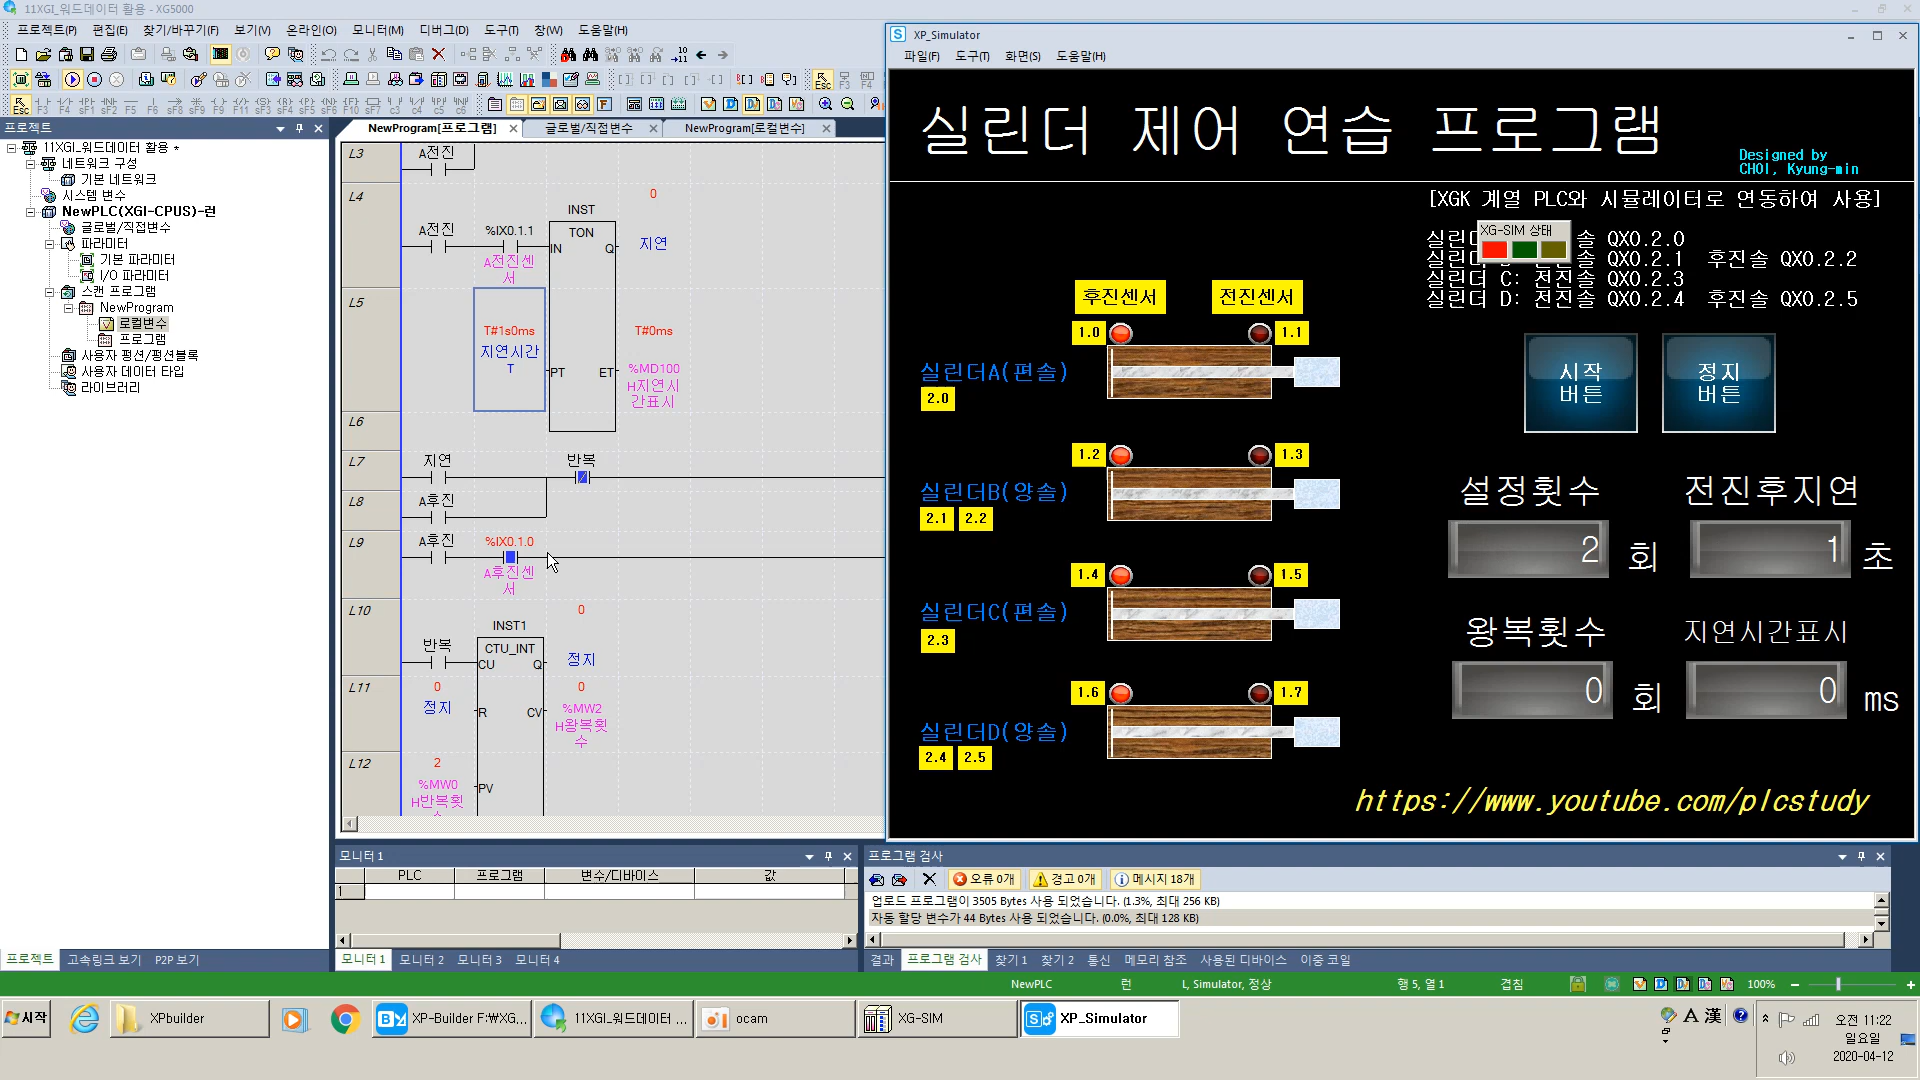 11XGI_워드데이터 활용 - XG5000
프로젝트(P) 편집(E) 찾기/바꾸기(F) 보기(V) 온라인(O) 모니터(M) 디버그(D) 도구(T) 창(W) 도움말(H)
프로젝트
11XGI_워드데이터 활용 *
네트워크 구성
기본 네트워크
시스템 변수
NewPLC(XGI-CPUS)-런
글로벌/직접변수
파라미터
기본 파라미터
I/O 파라미터
스캔 프로그램
NewProgram
로컬변수
프로그램
사용자 펑션/펑션블록
사용자 데이터 타입
라이브러리
프로젝트 고속링크 보기 P2P 보기
NewProgram[프로그램] 글로벌/직접변수 NewProgram[로컬변수]
L3 A전진
L4 0
INST
A전진 %IX0.1.1 TON
IN Q 지연
A전진센서
L5
T#1s0ms T#0ms
지연시간T
PT ET %MD100
H지연시간표시
L6
L7 지연 반복
L8 A후진
L9 A후진 %IX0.1.0
A후진센서
L10 0
INST1
반복 CTU_INT 정지
CU Q
L11 0 0
정지 R CV %MW2
H왕복횟수
L12 2
%MW0 PV
H반복횟
XP_Simulator
파일(F) 도구(T) 화면(S) 도움말(H)
실린더 제어 연습 프로그램
Designed by
CHOI, Kyung-min
[XGK 계열 PLC와 시뮬레이터로 연동하여 사용]
XG-SIM 상태
솔 QX0.2.0
QX0.2.1 후진솔 QX0.2.2
실린더 C: 전진솔 QX0.2.3
실린더 D: 전진솔 QX0.2.4 후진솔 QX0.2.5
후진센서 전진센서
1.0 1.1
실린더A(편솔)
2.0
1.2 1.3
실린더B(양솔)
2.1 2.2
1.4 1.5
실린더C(편솔)
2.3
1.6 1.7
실린더D(양솔)
2.4 2.5
시작
버튼
정지
버튼
설정횟수 전진후지연
2 회 1 초
왕복횟수 지연시간표시
0 회 0 ms
https://www.youtube.com/plcstudy
모니터 1
PLC 프로그램 변수/디바이스 값
1
모니터 1 모니터 2 모니터 3 모니터 4
프로그램 검사
오류 0개 경고 0개 메시지 18개
업로드 프로그램이 3505 Bytes 사용 되었습니다. (1.3%, 최대 256 KB)
자동 할당 변수가 44 Bytes 사용 되었습니다. (0.0%, 최대 128 KB)
결과 프로그램 검사 찾기 1 찾기 2 통신 메모리 참조 사용된 디바이스 이중 코일
NewPLC 런 L, Simulator, 정상 행 5, 열 1 겹침 100%
시작 XPbuilder XP-Builder F:₩XG... 11XGI_워드데이터 ... ocam XG-SIM XP_Simulator
A 漢
오전 11:22
일요일
2020-04-12